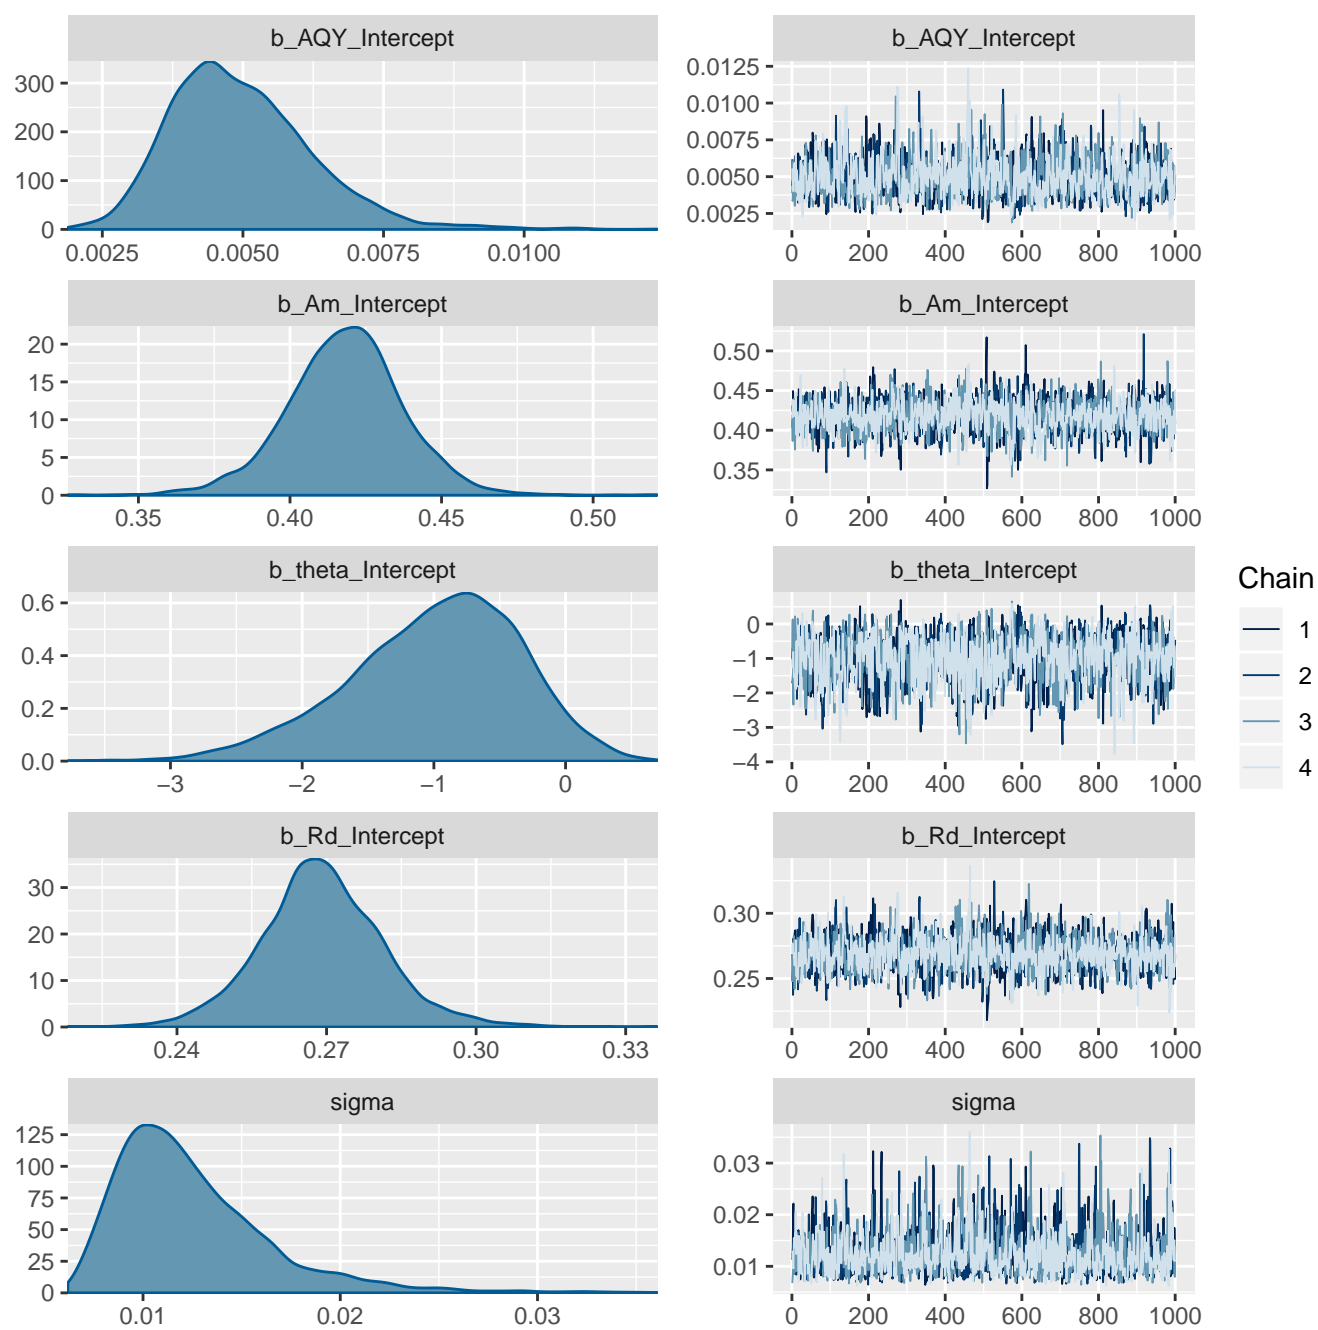 b_AQY_Intercept
300
200
100
0
0.0025 0.0050 0.0075 0.0100
b_AQY_Intercept
0.0125
0.0100
0.0075
0.0050
0.0025
0 200 400 600 800 1000
b_Am_Intercept
20
15
10
5
0
0.35 0.40 0.45 0.50
b_Am_Intercept
0.50
0.45
0.40
0.35
0 200 400 600 800 1000
b_theta_Intercept
0.6
0.4
0.2
0.0
−3 −2 −1 0
b_theta_Intercept
0
−1
−2
−3
−4
0 200 400 600 800 1000
b_Rd_Intercept
30
20
10
0
0.24 0.27 0.30 0.33
b_Rd_Intercept
0.30
0.25
0 200 400 600 800 1000
sigma
125
100
75
50
25
0
0.01 0.02 0.03
sigma
0.03
0.02
0.01
0 200 400 600 800 1000
Chain
1
2
3
4